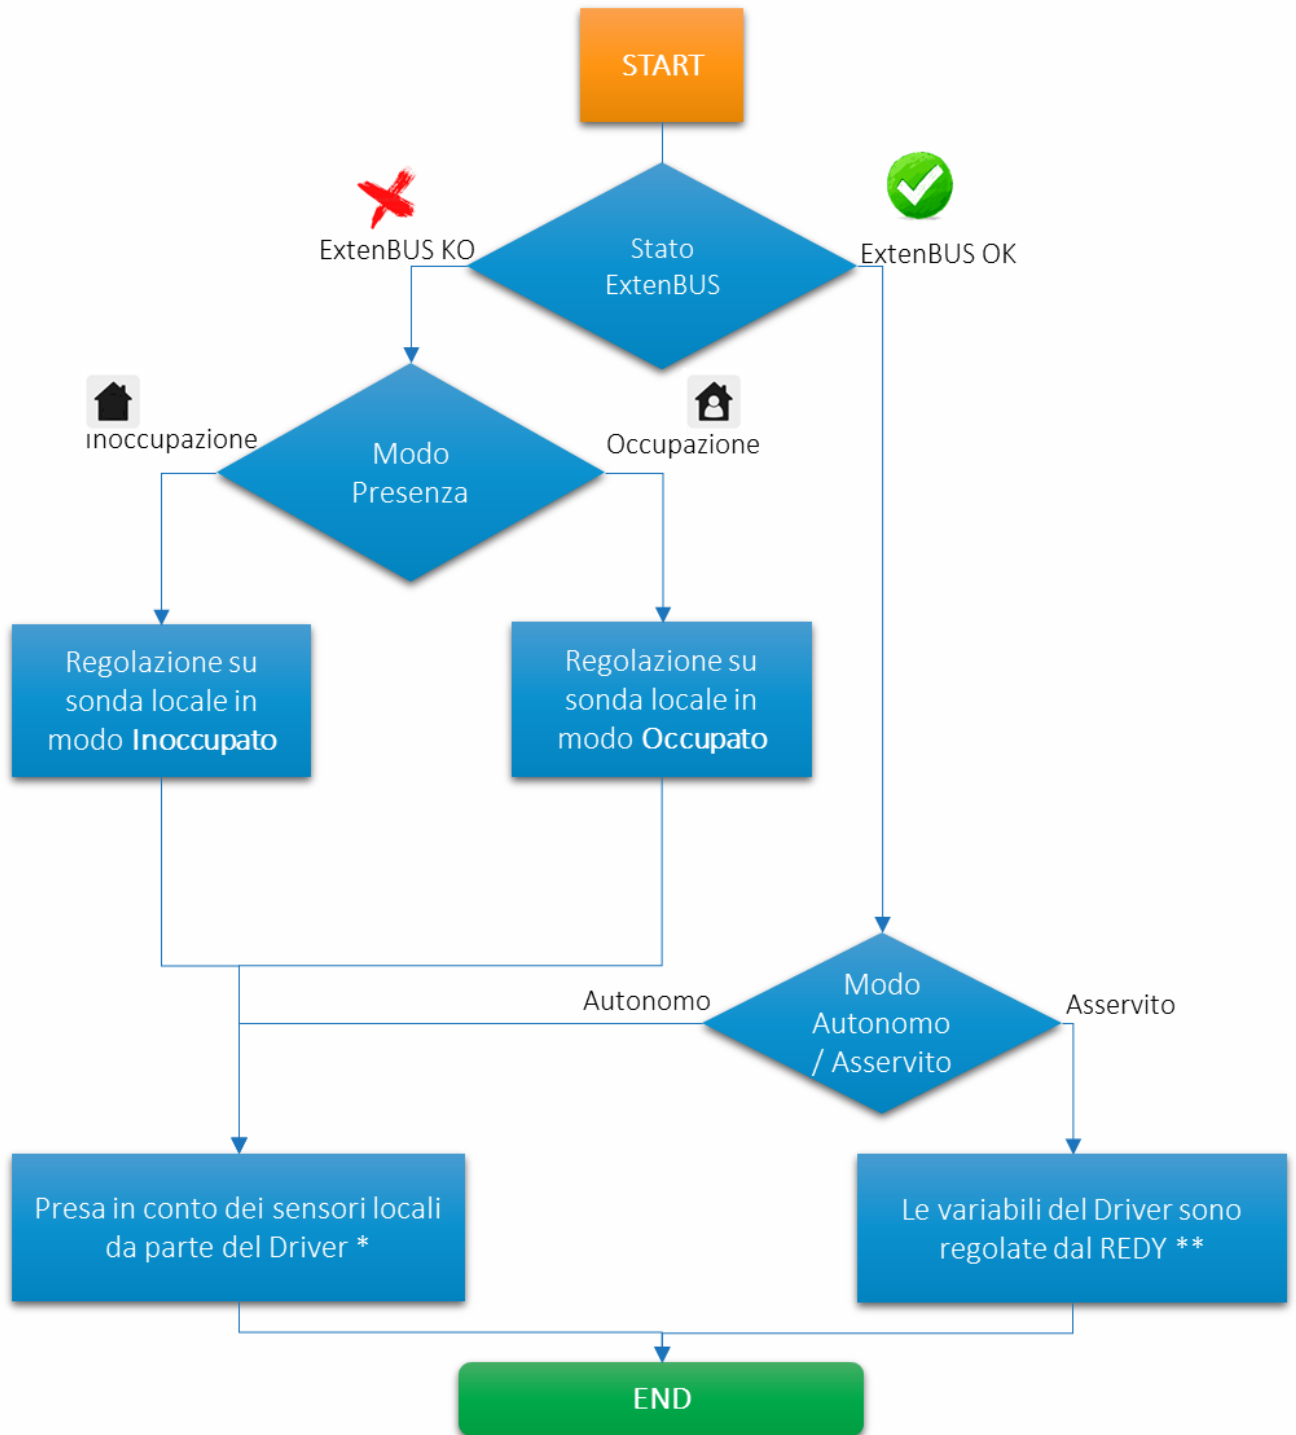 START
ExtenBUS KO
Stato
ExtenBUS
ExtenBUS OK
Inoccupazione
Modo
Presenza
Occupazione
Regolazione su
sonda locale in
modo Inoccupato
Regolazione su
sonda locale in
modo Occupato
Autonomo
Modo
Autonomo
/ Asservito
Asservito
Presa in conto dei sensori locali
da parte del Driver *
Le variabili del Driver sono
regolate dal REDY **
END